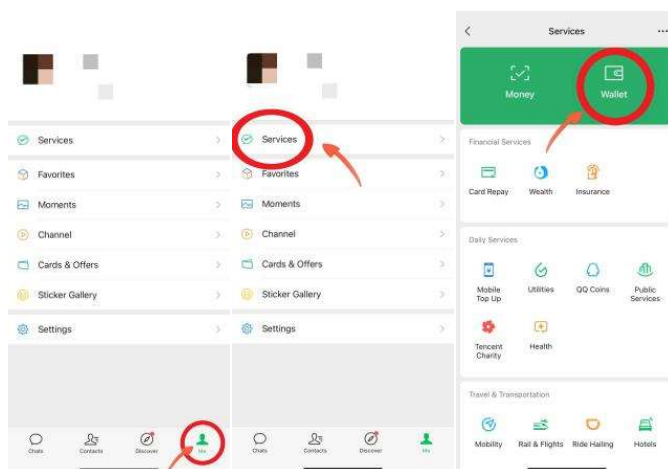 Services
Favorites
Moments
Channel
Cards & Offers
Sticker Gallery
Settings
Chats
Contacts
Discover
Me
Services
Favorites
Moments
Channel
Cards & Offers
Sticker Gallery
Settings
Chats
Contacts
Discover
Me
Services
Money
Wallet
Financial Services
Card Repay
Wealth
Insurance
Daily Services
Mobile
Top Up
Utilities
QQ Coins
Public
Services
Tencent
Charity
Health
Travel & Transportation
Mobility
Rail & Flights
Ride Hailing
Hotels